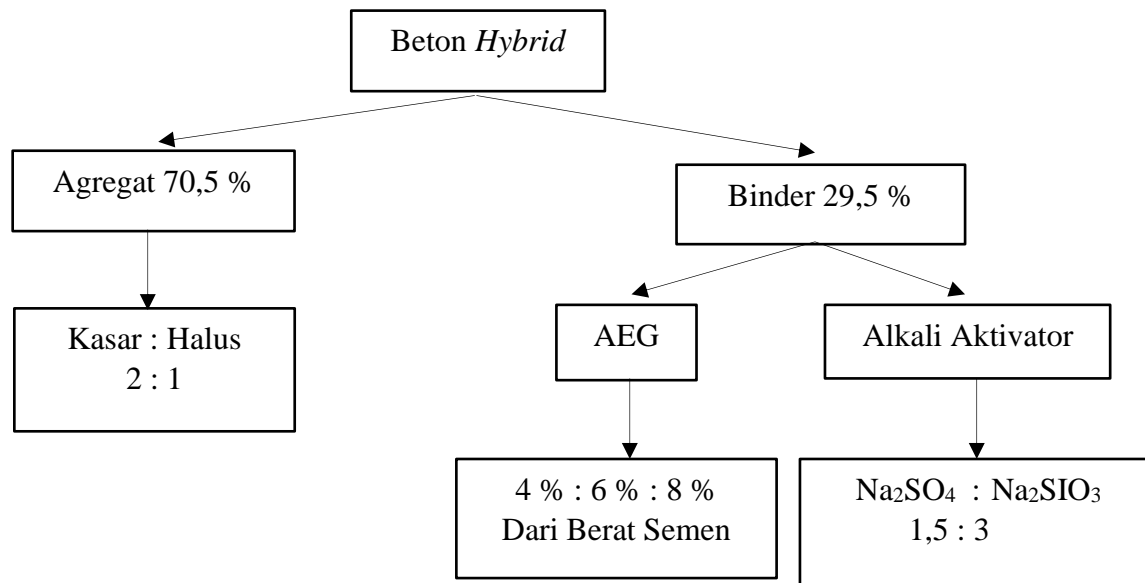 Beton Hybrid
Agregat 70,5 %
Binder 29,5 %
Kasar : Halus
2 : 1
AEG
Alkali Aktivator
4 % : 6 % : 8 %
Dari Berat Semen
Na₂SO₄ : Na₂SIO₃
1,5 : 3